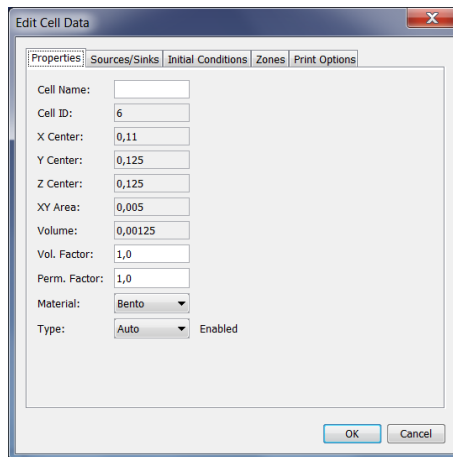 Edit Cell Data
Properties Sources/Sinks Initial Conditions Zones Print Options
Cell Name:
Cell ID: 6
X Center: 0,11
Y Center: 0,125
Z Center: 0,125
XY Area: 0,005
Volume: 0,00125
Vol. Factor: 1,0
Perm. Factor: 1,0
Material: Bento
Type: Auto Enabled
OK Cancel